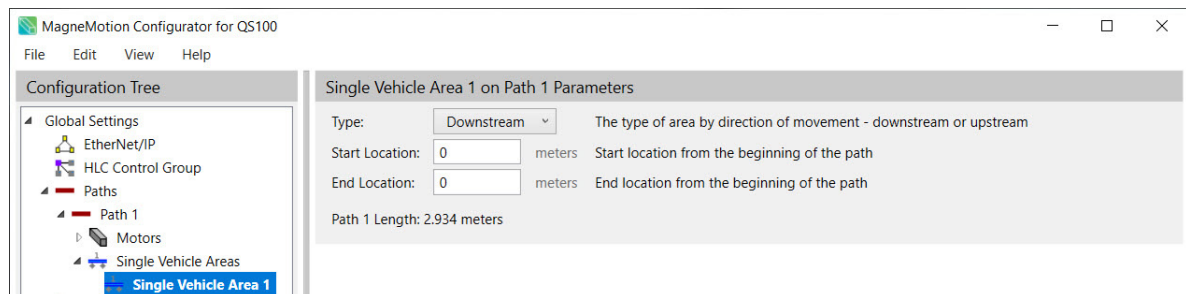 MagneMotion Configurator for QS100
File Edit View Help
Configuration Tree
Global Settings
EtherNet/IP
HLC Control Group
Paths
Path 1
Motors
Single Vehicle Areas
Single Vehicle Area 1
Single Vehicle Area 1 on Path 1 Parameters
Type: Downstream The type of area by direction of movement - downstream or upstream
Start Location: 0 meters Start location from the beginning of the path
End Location: 0 meters End location from the beginning of the path
Path 1 Length: 2.934 meters